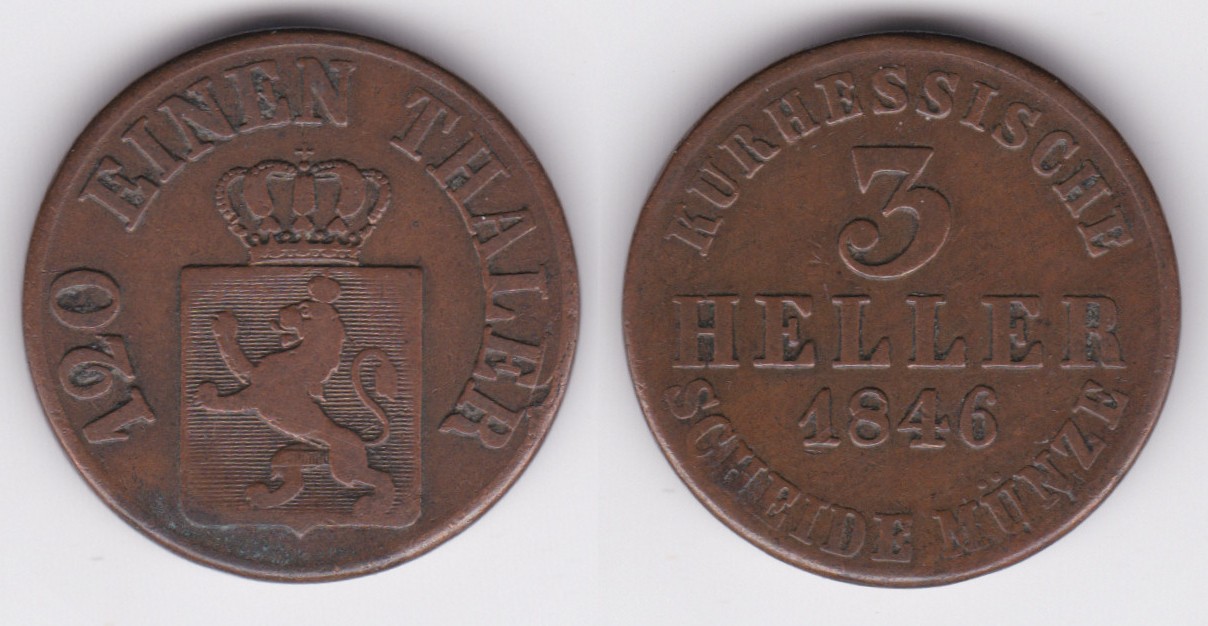 120 EINEN THALER
KURHESSISCHE
3
HELLER
1846
SCHEIDE MÜNZE